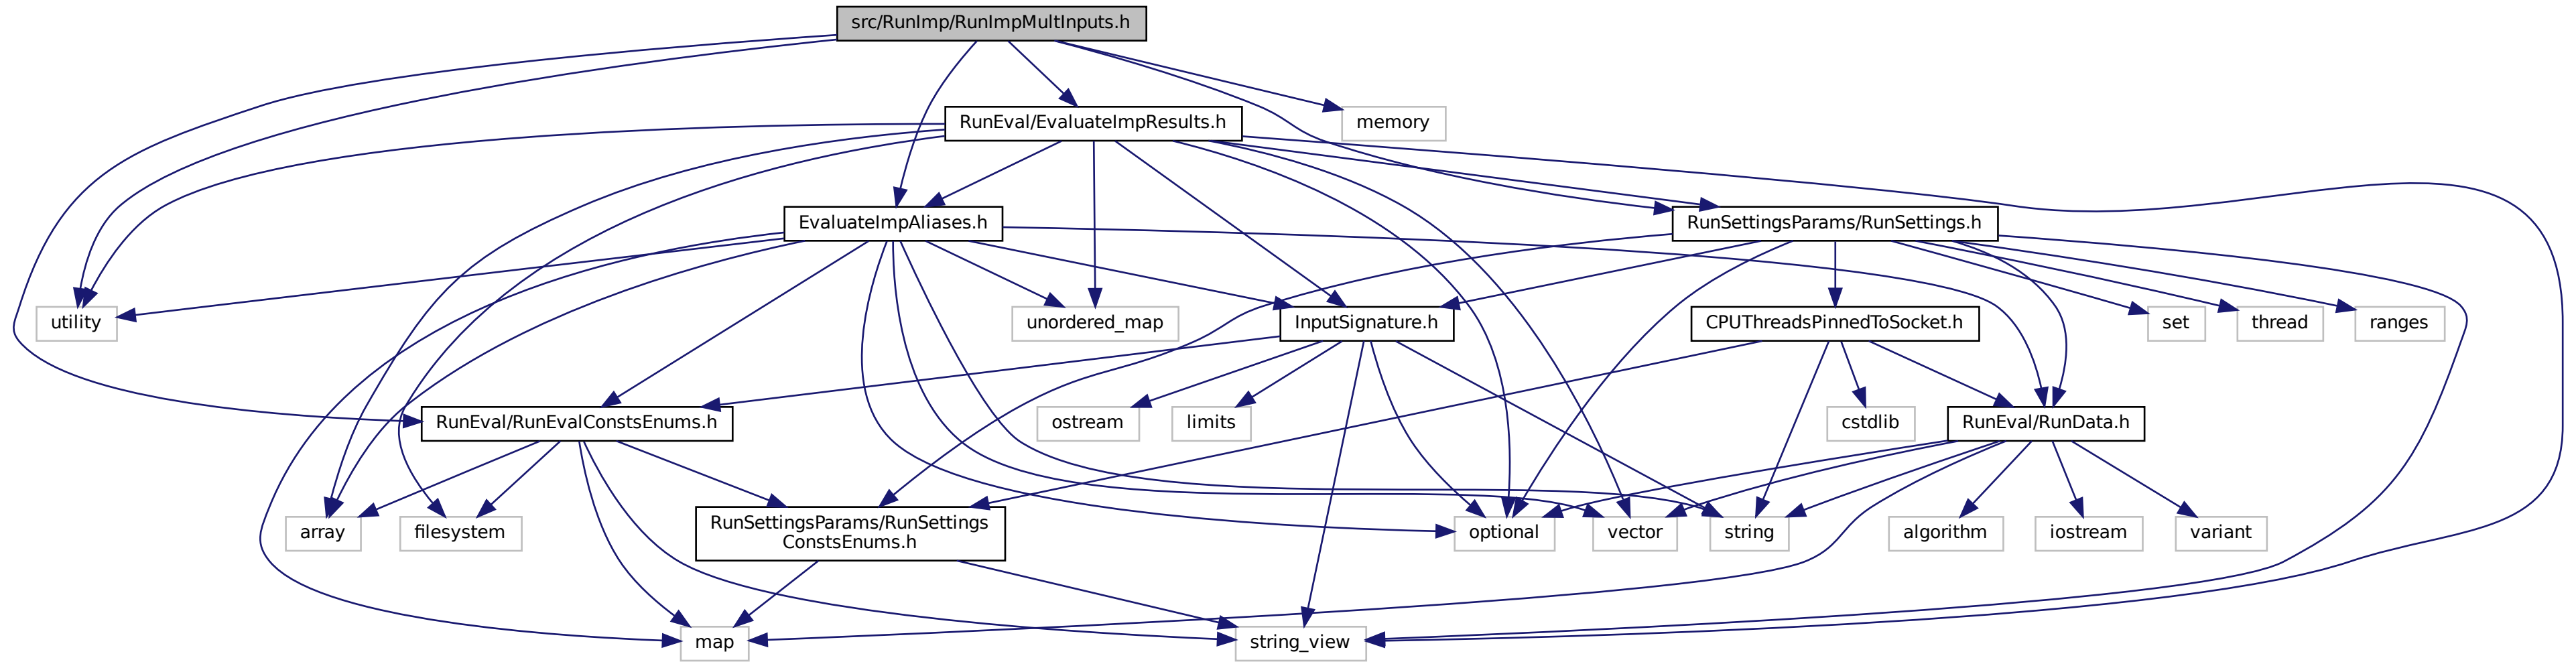 src/RunImp/RunImpMultInputs.h
RunEval/EvaluateImpResults.h
memory
EvaluateImpAliases.h
RunSettingsParams/RunSettings.h
utility
unordered_map
InputSignature.h
CPUThreadsPinnedToSocket.h
set
thread
ranges
RunEval/RunEvalConstsEnums.h
ostream
limits
cstdlib
RunEval/RunData.h
array
filesystem
RunSettingsParams/RunSettings
ConstsEnums.h
optional
vector
string
algorithm
iostream
variant
map
string_view